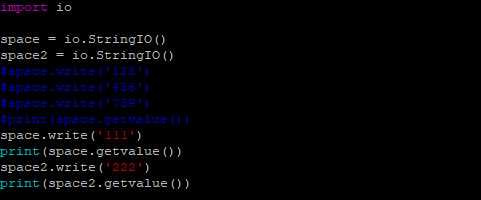 import io

space = io.StringIO()
space2 = io.StringIO()
#space.write('123')
#space.write('456')
#space.write('789')
#print(space.getvalue())
space.write('111')
print(space.getvalue())
space2.write('222')
print(space2.getvalue())